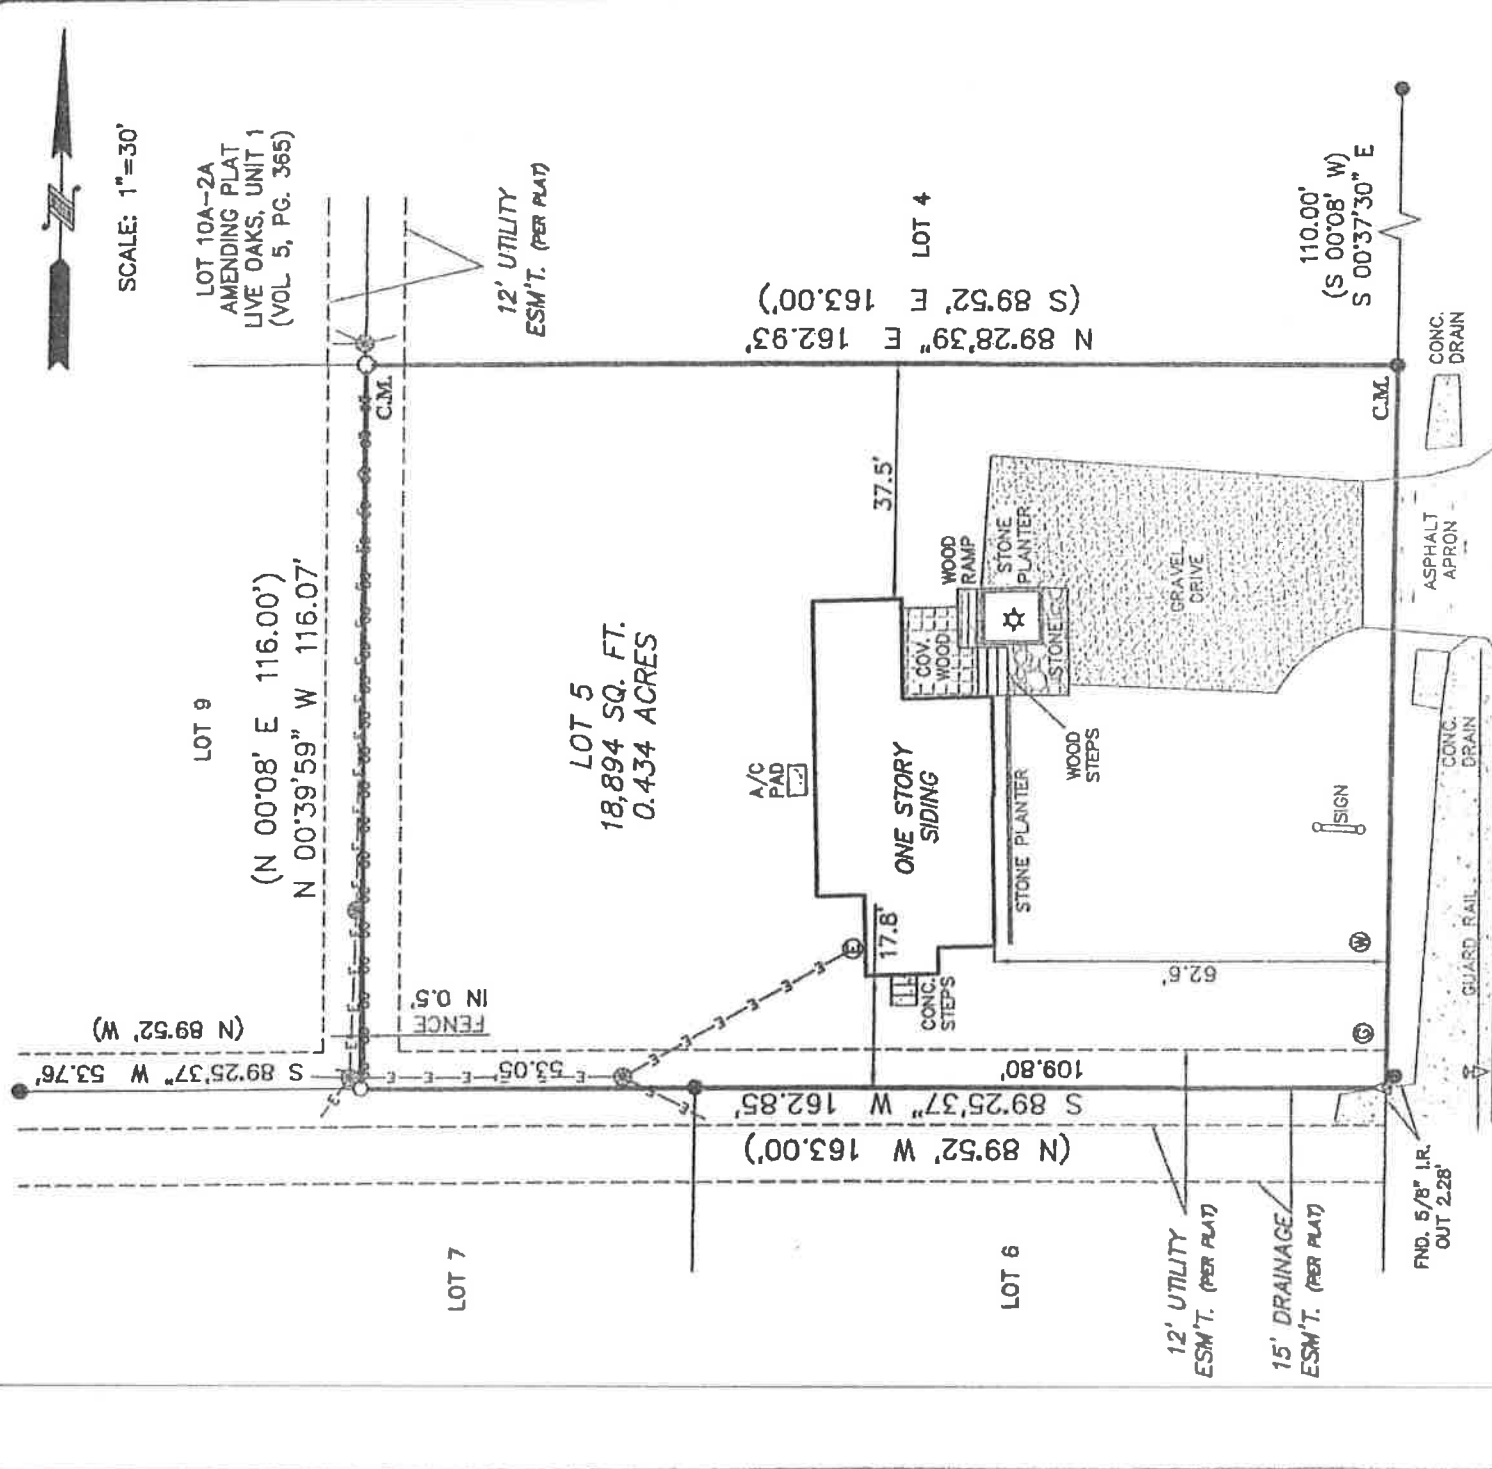 SCALE: 1"=30'
LOT 10A-2A
AMENDING PLAT
LIVE OAKS, UNIT 1
(VOL. 5, PG. 365)
12' UTILITY
ESM'T. (PER PLAT)
LOT 9
(N 00°08' E 116.00')
N 00°39'59" W 116.07'
C.M.
LOT 4
N 89°28'39" E 162.93'
(S 89°52' E 163.00')
110.00'
(S 00°08' W)
S 00°37'30" E
C.M.
CONC.
DRAIN
ASPHALT
APRON
37.5'
WOOD
RAMP
STONE
PLANTER
GRAVEL
DRIVE
COV.
WOOD
STONE
WOOD
STEPS
LOT 5
18,894 SQ. FT.
0.434 ACRES
A/C
PAD
ONE STORY
SIDING
STONE PLANTER
17.8'
E
CONC.
STEPS
62.6'
SIGN
W
G
CONC.
DRAIN
GUARD RAIL
FENCE
IN 0.5'
(N 89°52' W)
S 89°25'37" W 53.76'
53.05'
109.80'
S 89°25'37" W 162.85'
(N 89°52' W 163.00')
E E E E E E E E E E E E E
LOT 7
LOT 6
12' UTILITY
ESM'T. (PER PLAT)
15' DRAINAGE
ESM'T. (PER PLAT)
FND. 5/8" I.R.
OUT 2.28'